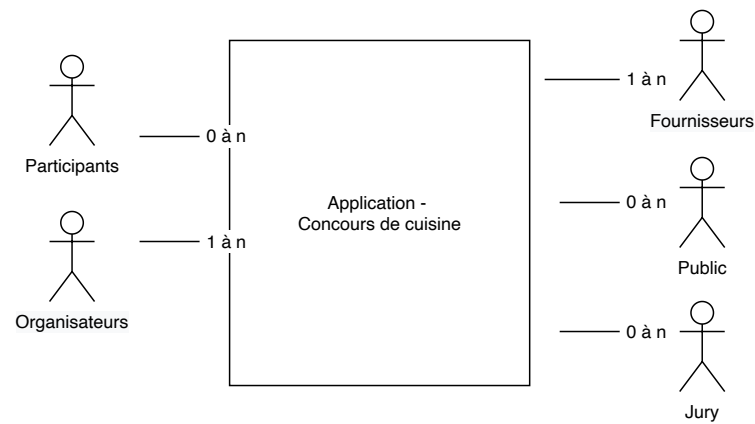 Participants
0 à n
Organisateurs
1 à n
Application -
Concours de cuisine
1 à n
Fournisseurs
0 à n
Public
0 à n
Jury